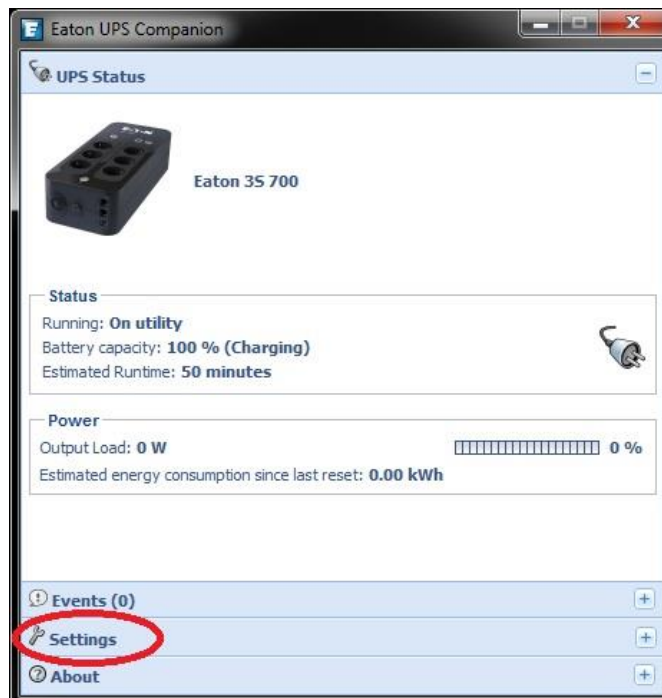 Eaton UPS Companion
UPS Status
E·T·N
Eaton 3S 700
Status
Running: On utility
Battery capacity: 100 % (Charging)
Estimated Runtime: 50 minutes
Power
Output Load: 0 W 0 %
Estimated energy consumption since last reset: 0.00 kWh
Events (0)
Settings
About